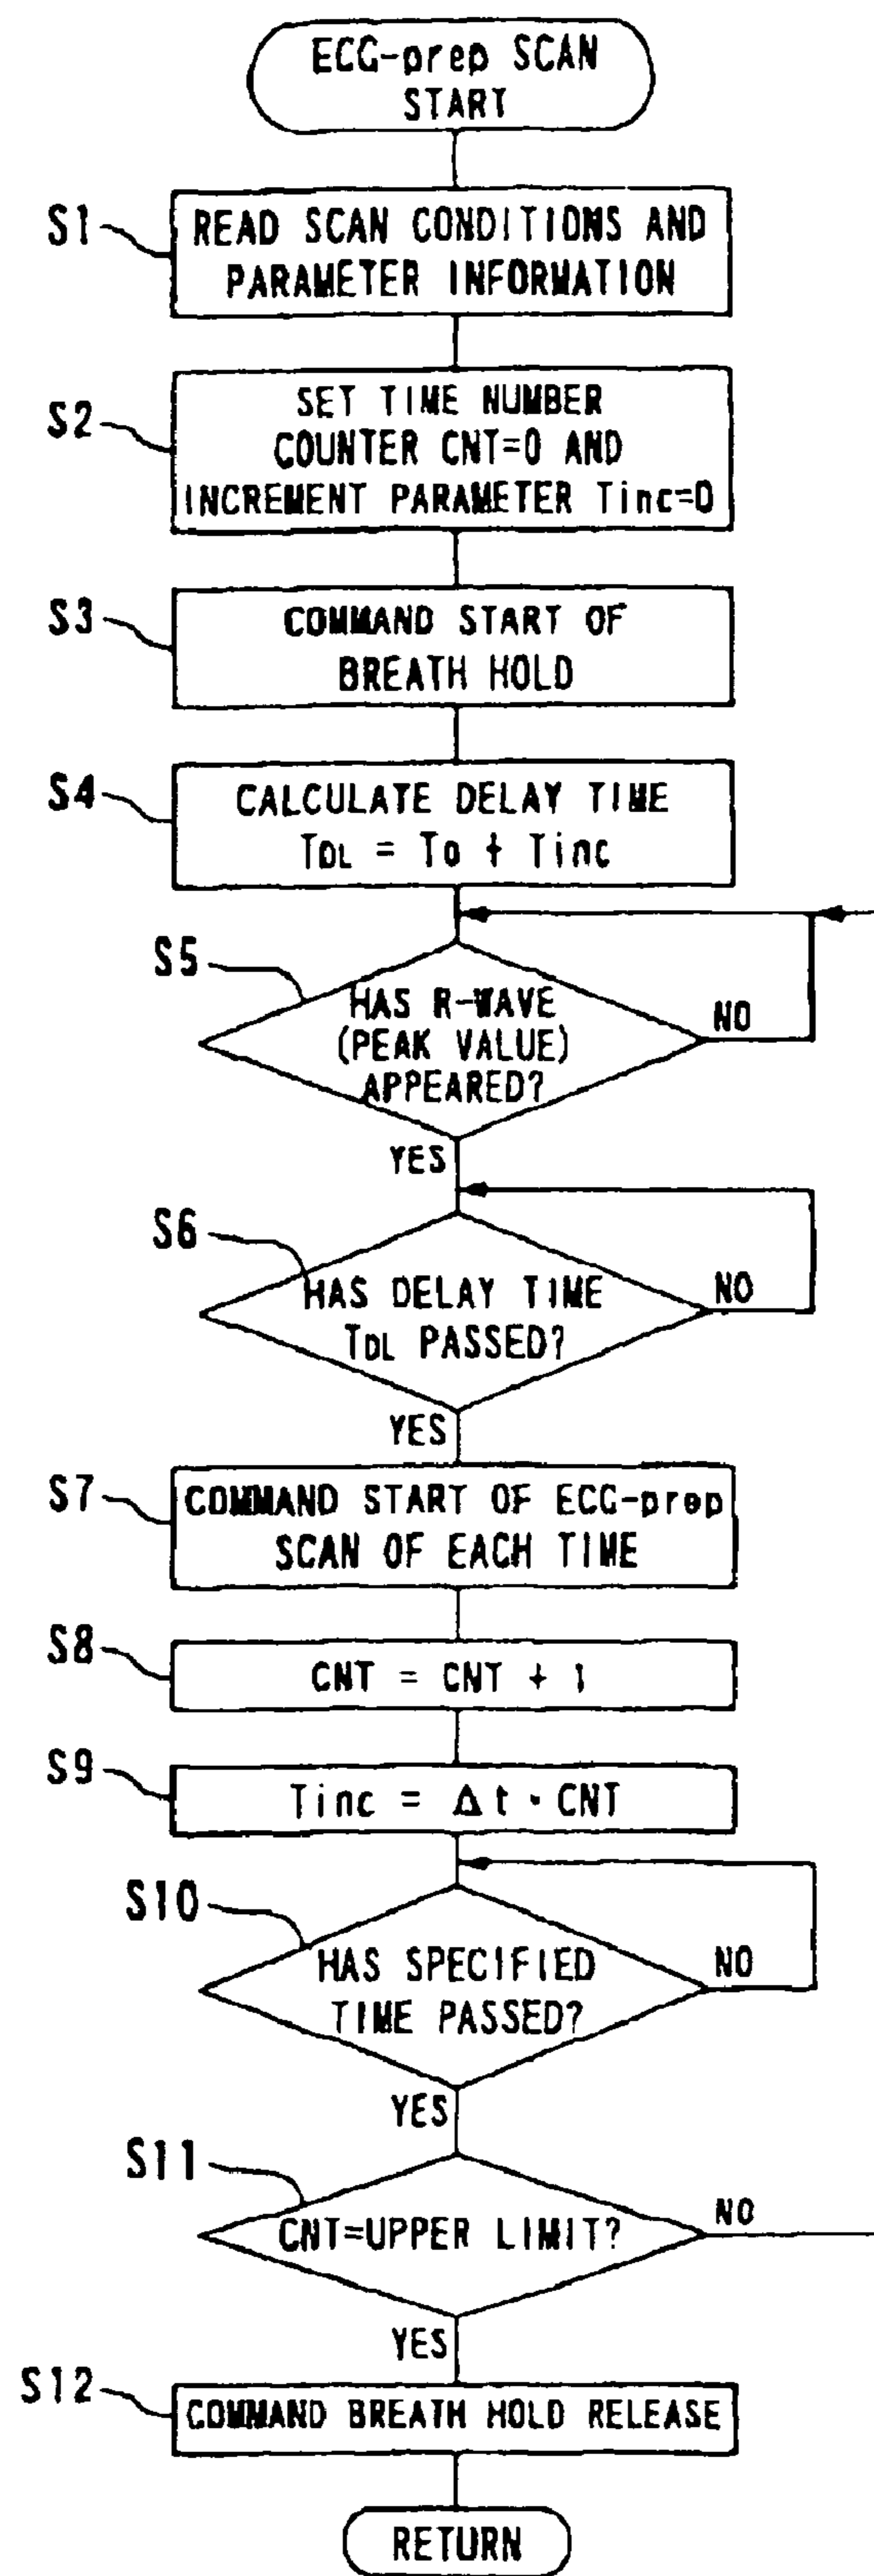 ECG-prep SCAN
START
S1
READ SCAN CONDITIONS AND
PARAMETER INFORMATION
S2
SET TIME NUMBER
COUNTER CNT=0 AND
INCREMENT PARAMETER Tinc=0
S3
COMMAND START OF
BREATH HOLD
S4
CALCULATE DELAY TIME
TDL = To + Tinc
S5
HAS R-WAVE
(PEAK VALUE)
APPEARED?
NO
YES
S6
HAS DELAY TIME
TDL PASSED?
NO
YES
S7
COMMAND START OF ECG-prep
SCAN OF EACH TIME
S8
CNT = CNT + 1
S9
Tinc = Δt · CNT
S10
HAS SPECIFIED
TIME PASSED?
NO
YES
S11
CNT=UPPER LIMIT?
NO
YES
S12
COMMAND BREATH HOLD RELEASE
RETURN